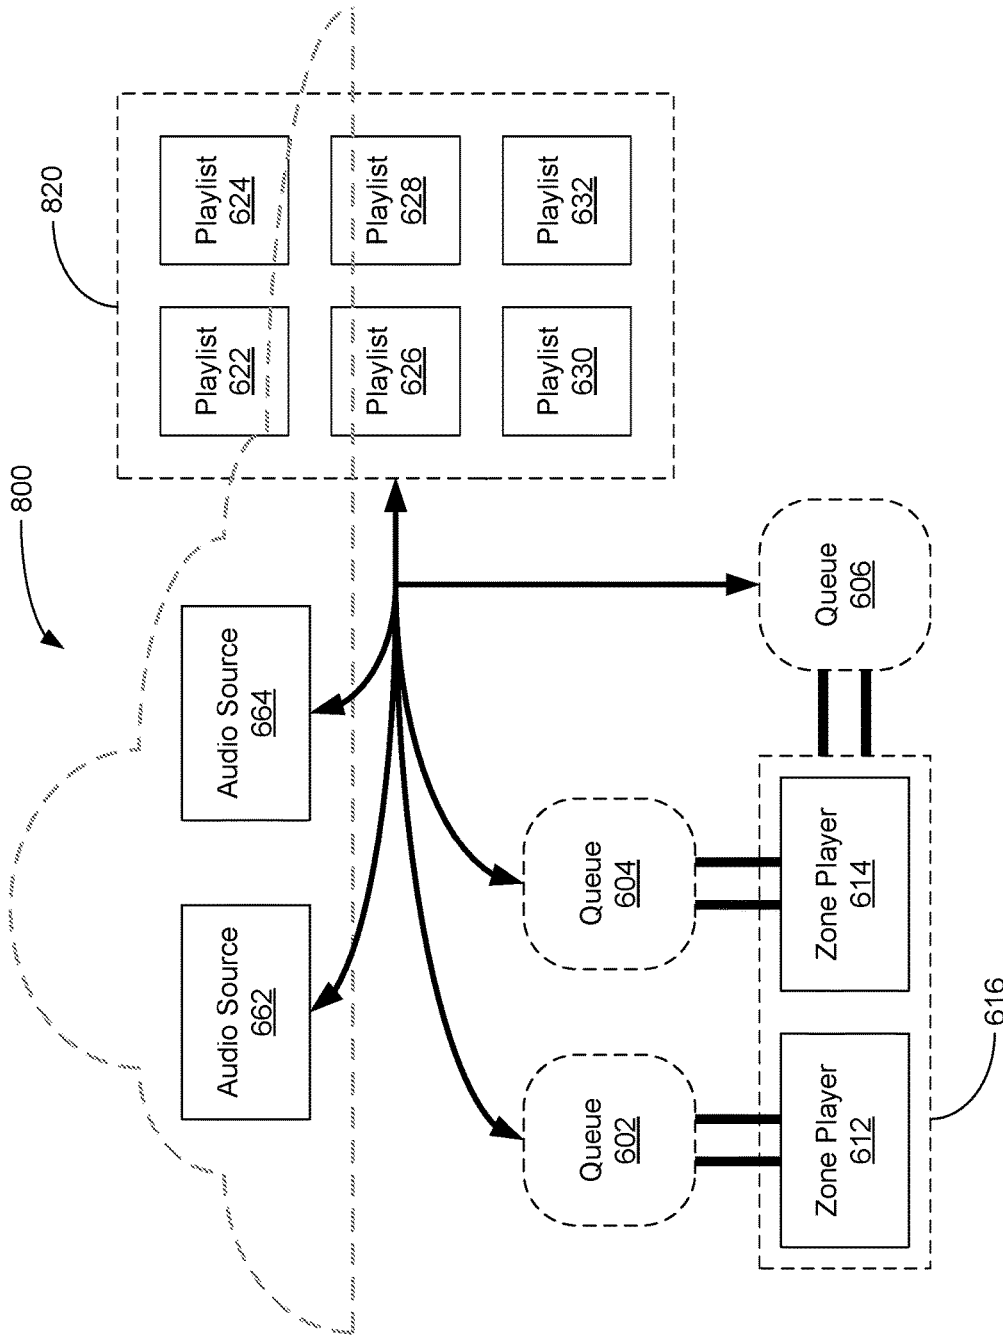 800
820
Audio Source
662
Audio Source
664
Playlist
622
Playlist
624
Playlist
626
Playlist
628
Playlist
630
Playlist
632
Queue
602
Queue
604
Queue
606
Zone Player
612
Zone Player
614
616